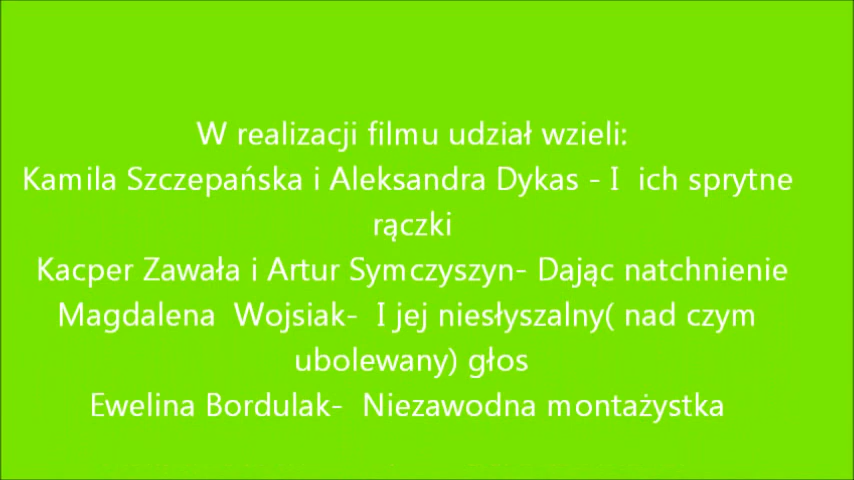 W realizacji filmu udział wzieli:
Kamila Szczepańska i Aleksandra Dykas - I ich sprytne
rączki
Kacper Zawała i Artur Symczyszyn- Dając natchnienie
Magdalena Wojsiak- I jej niesłyszalny( nad czym
ubolewany) głos
Ewelina Bordulak- Niezawodna montażystka